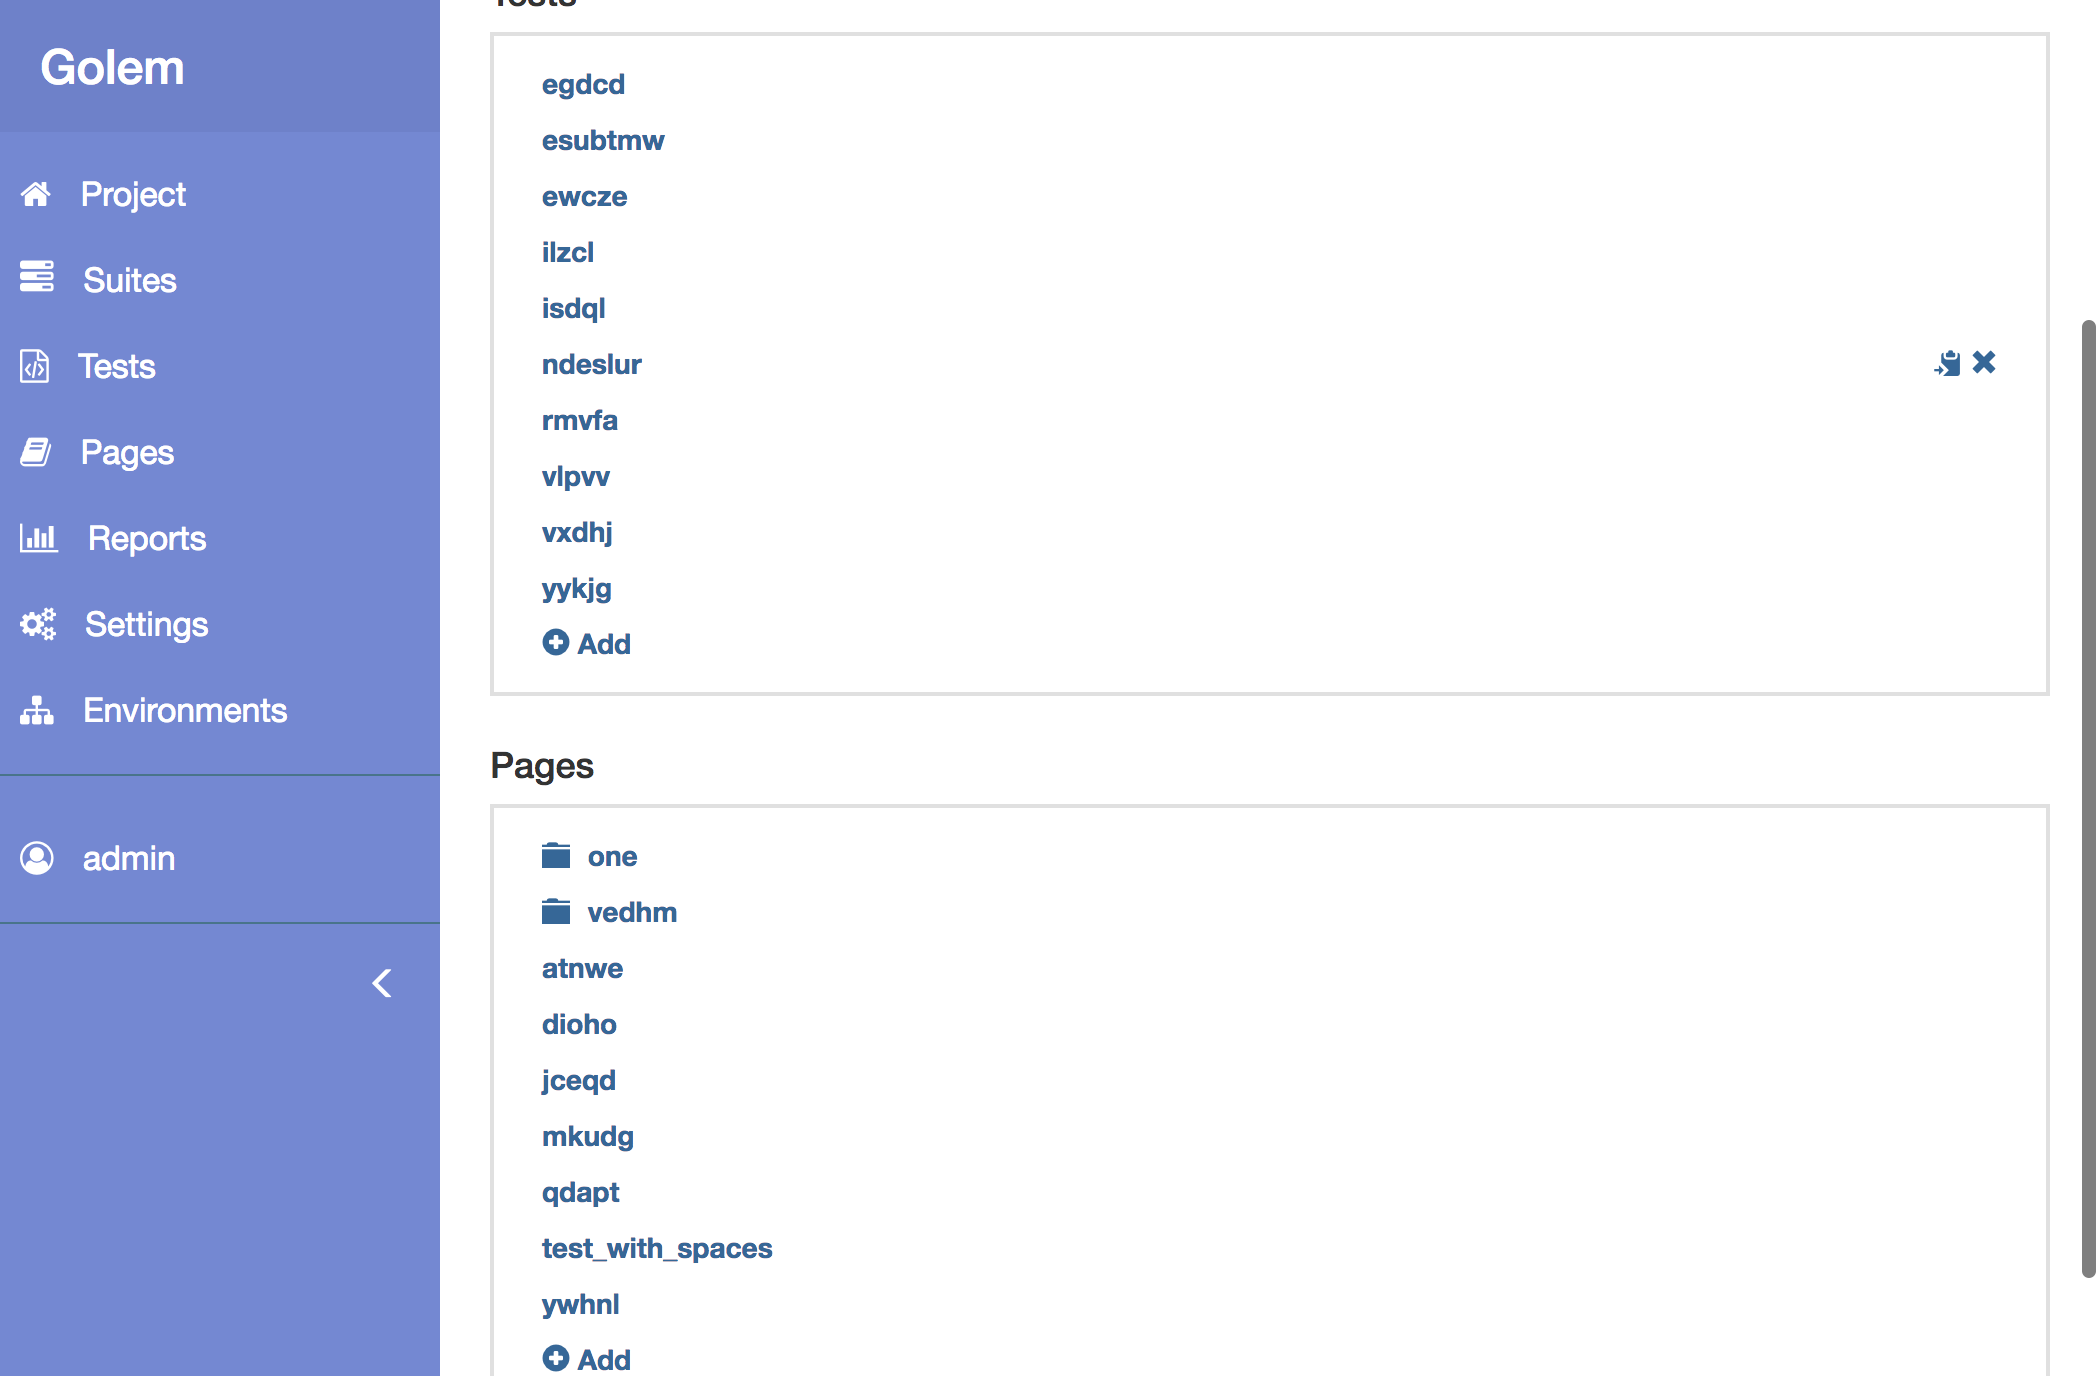 Golem
Project
Suites
Tests
Pages
Reports
Settings
Environments
admin
Tests
egdcd
esubtmw
ewcze
ilzcl
isdql
ndeslur
rmvfa
vlpvv
vxdhj
yykjg
Add
Pages
one
vedhm
atnwe
dioho
jceqd
mkudg
qdapt
test_with_spaces
ywhnl
Add